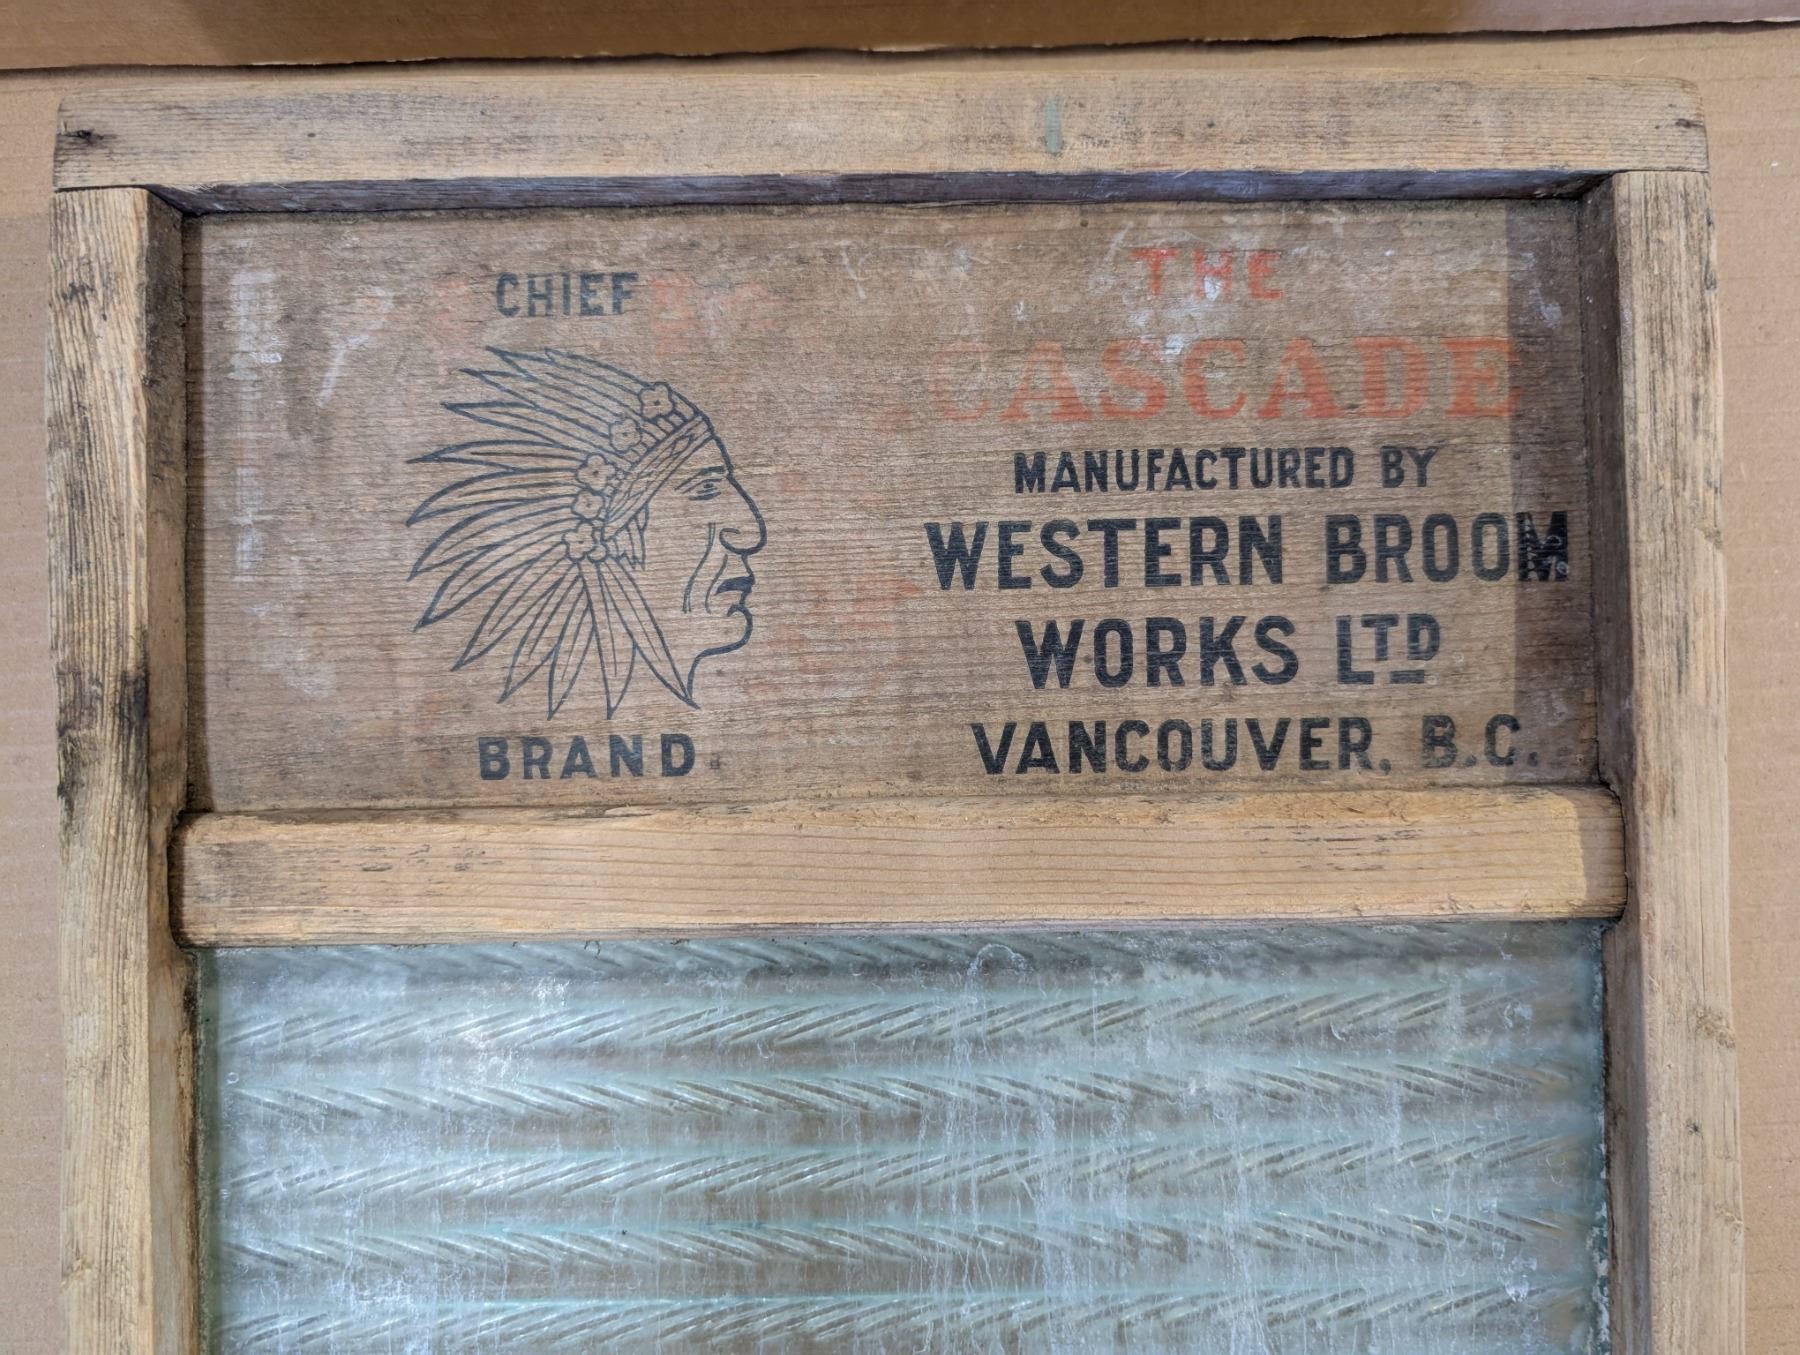 CHIEF
BRAND
THE
CASCADE
MANUFACTURED BY
WESTERN BROOM
WORKS LTD
VANCOUVER, B.C.